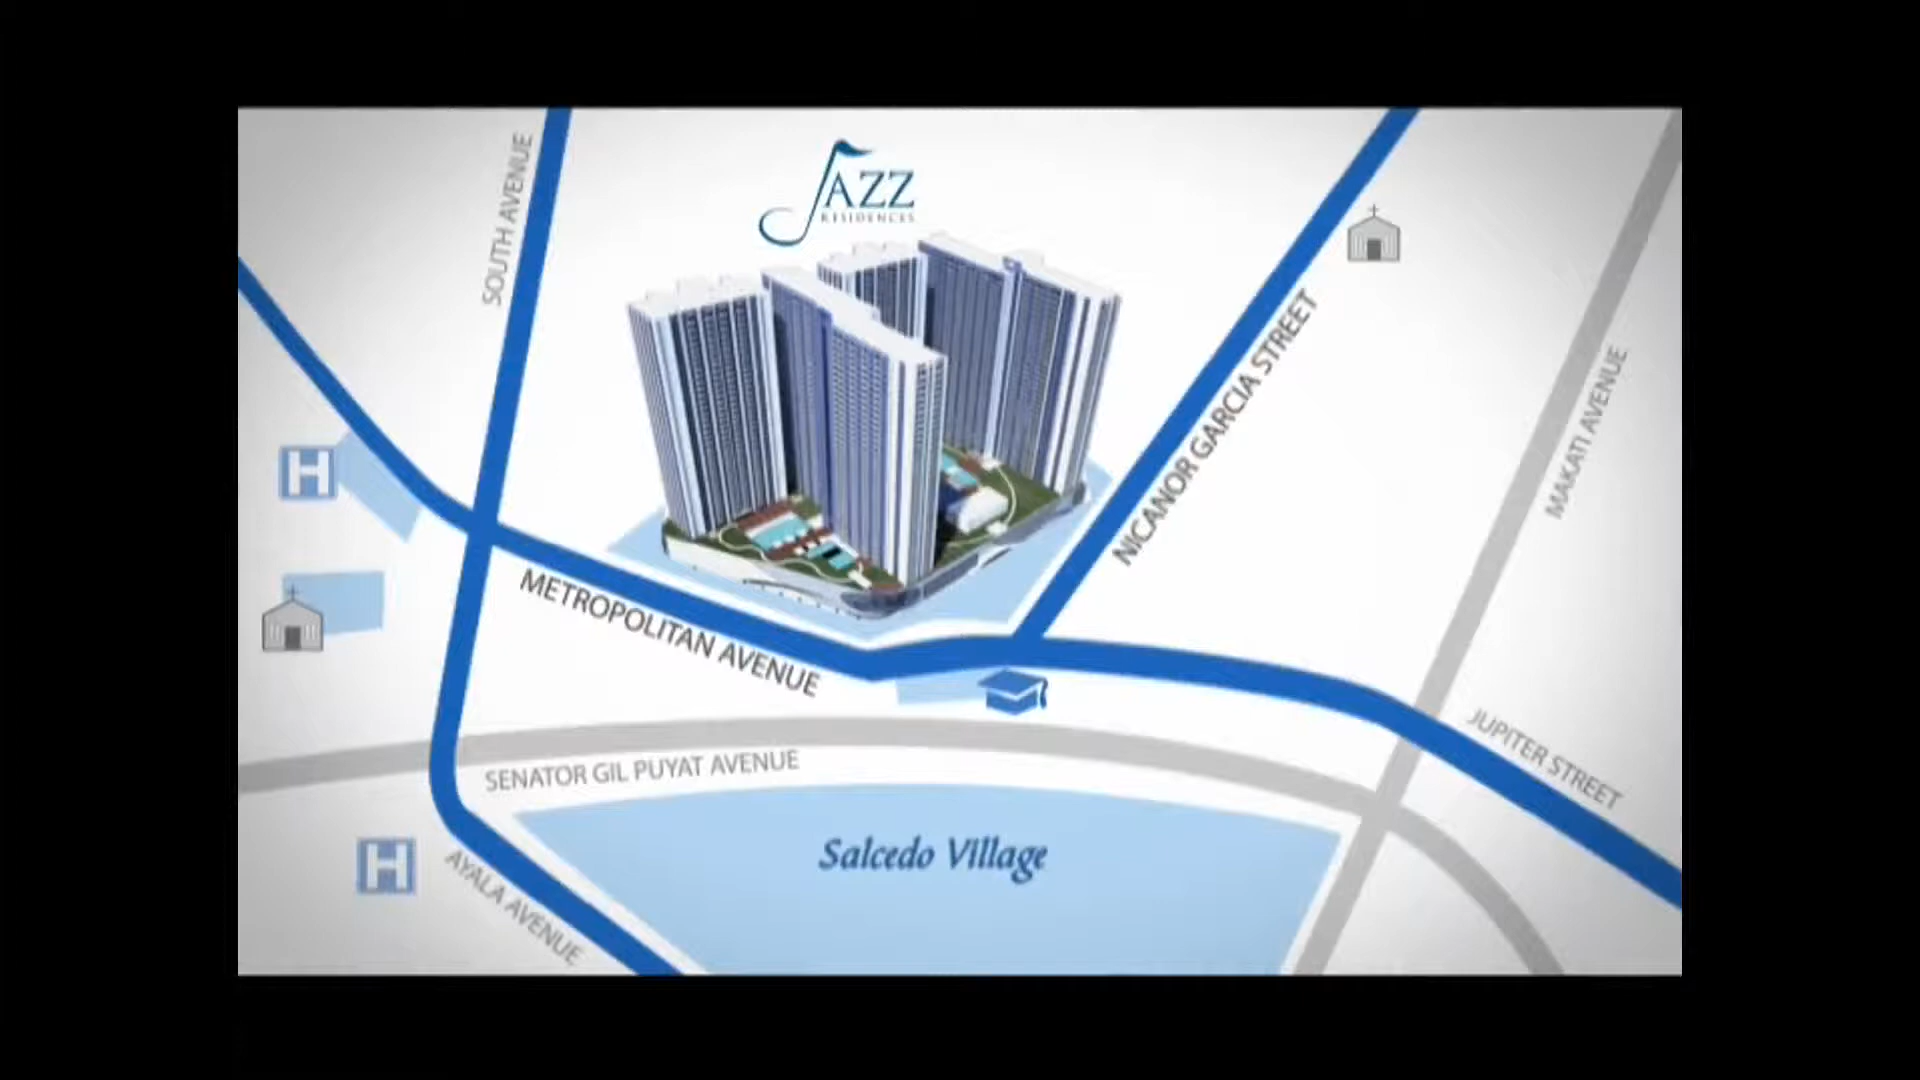 SOUTH AVENUE
JAZZ
RESIDENCES
NICANOR GARCIA STREET
MAKATI AVENUE
H
METROPOLITAN AVENUE
JUPITER STREET
SENATOR GIL PUYAT AVENUE
Salcedo Village
H
AYALA AVENUE